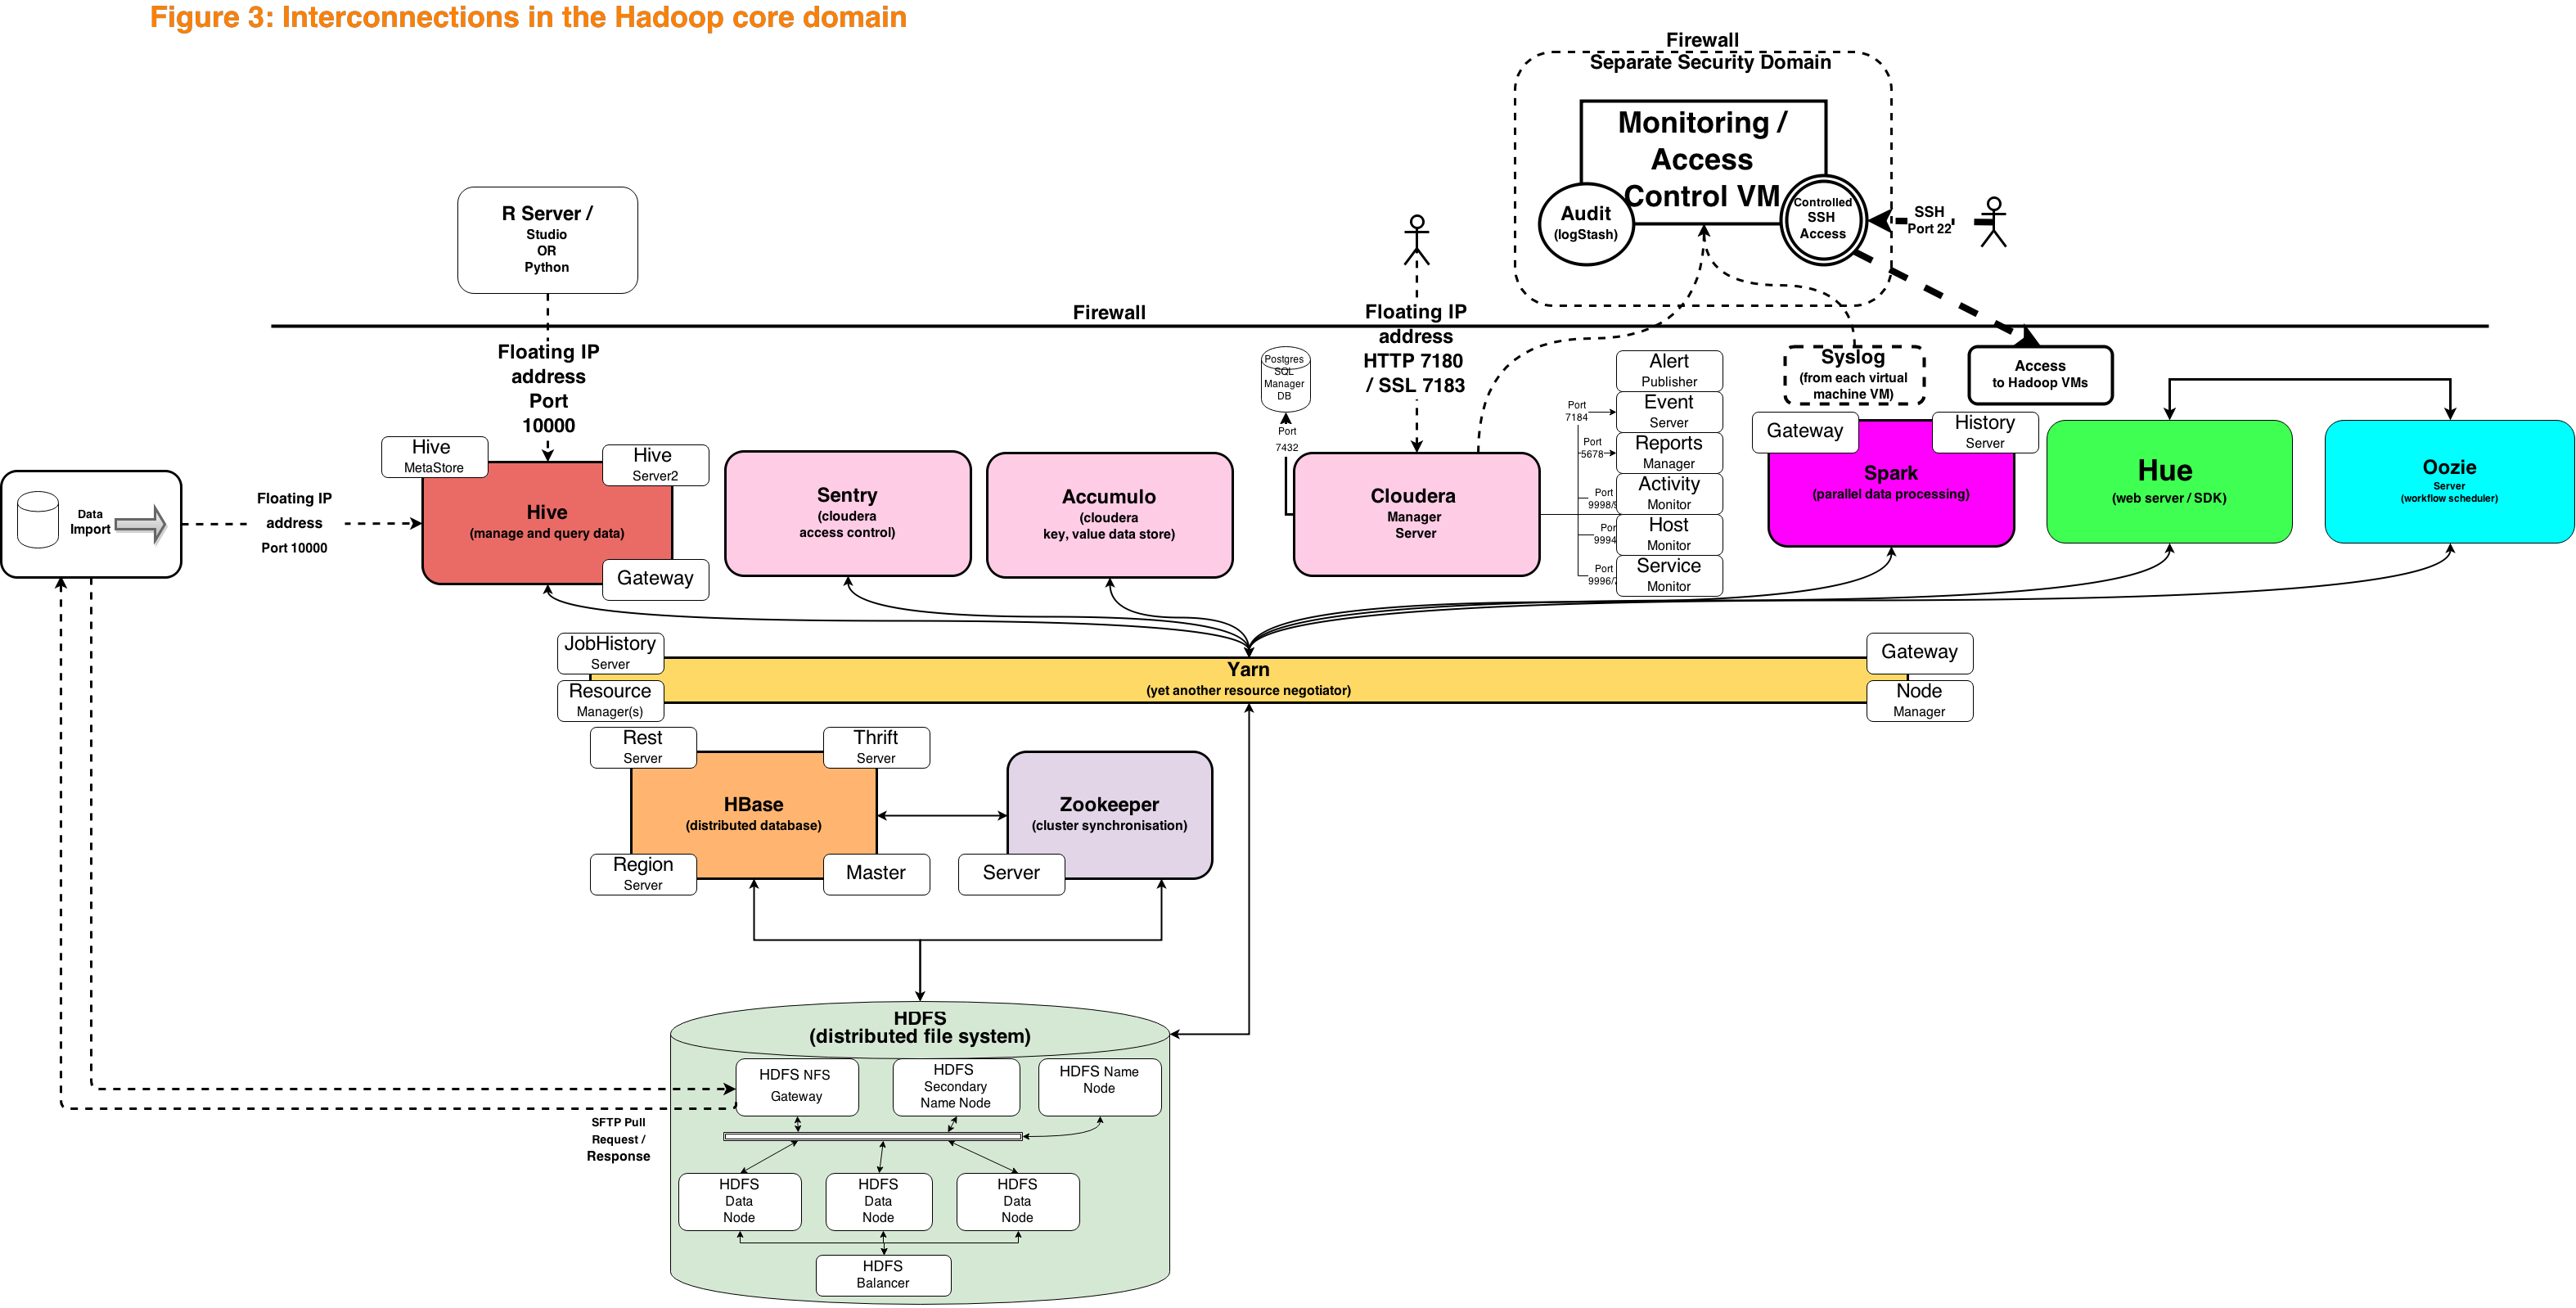 Figure 3: Interconnections in the Hadoop core domain
Firewall
Separate Security Domain
Monitoring /
Access
Control VM
Audit
(logStash)
Controlled
SSH
Access
SSH
Port 22
R Server /
Studio
OR
Python
Firewall
Floating IP
address
Port
10000
Floating IP
address
HTTP 7180
/ SSL 7183
Postgres
SQL
Manager
DB
Port
7432
Alert
Publisher
Port
7184
Event
Server
Port
5678
Reports
Manager
Port
Activity
Monitor
Host
Monitor
9994
Port
Service
Monitor
Syslog
(from each virtual
machine VM)
Access
to Hadoop VMs
Data
Import
Floating IP
address
Port 10000
Hive
MetaStore
Hive
Server2
Hive
(manage and query data)
Gateway
Sentry
(cloudera
access control)
Accumulo
(cloudera
key, value data store)
Cloudera
Manager
Server
Gateway
History
Server
Spark
(parallel data processing)
Hue
(web server / SDK)
Oozie
Server
(workflow scheduler)
JobHistory
Server
Resource
Manager(s)
Yarn
(yet another resource negotiator)
Gateway
Node
Manager
Rest
Server
Thrift
Server
HBase
(distributed database)
Region
Server
Master
Zookeeper
(cluster synchronisation)
Server
HDFS
(distributed file system)
HDFS NFS
Gateway
HDFS
Secondary
Name Node
HDFS Name
Node
SFTP Pull
Request /
Response
HDFS
Data
Node
HDFS
Data
Node
HDFS
Data
Node
HDFS
Balancer